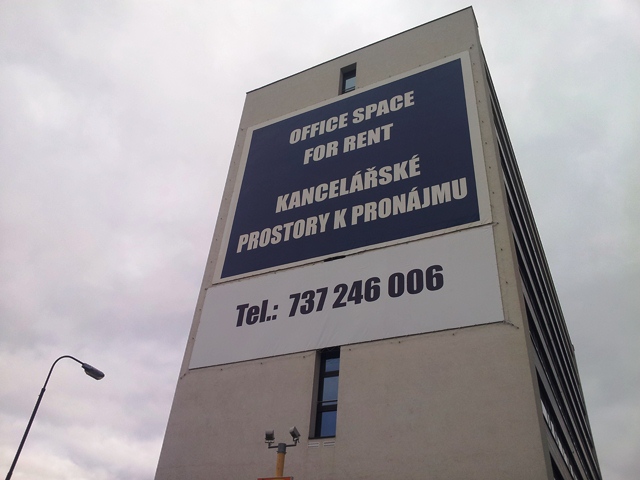 OFFICE SPACE
FOR RENT
KANCELÁŘSKÉ
PROSTORY K PRONÁJMU
Tel.: 737 246 006